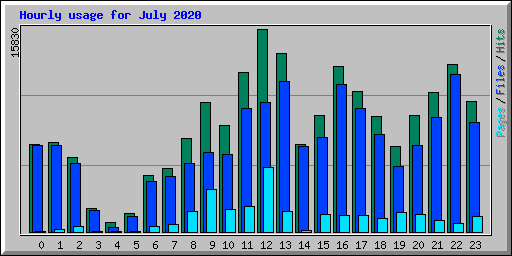 Hourly usage for July 2020
15830
Pages / Files / Hits
0 1 2 3 4 5 6 7 8 9 10 11 12 13 14 15 16 17 18 19 20 21 22 23